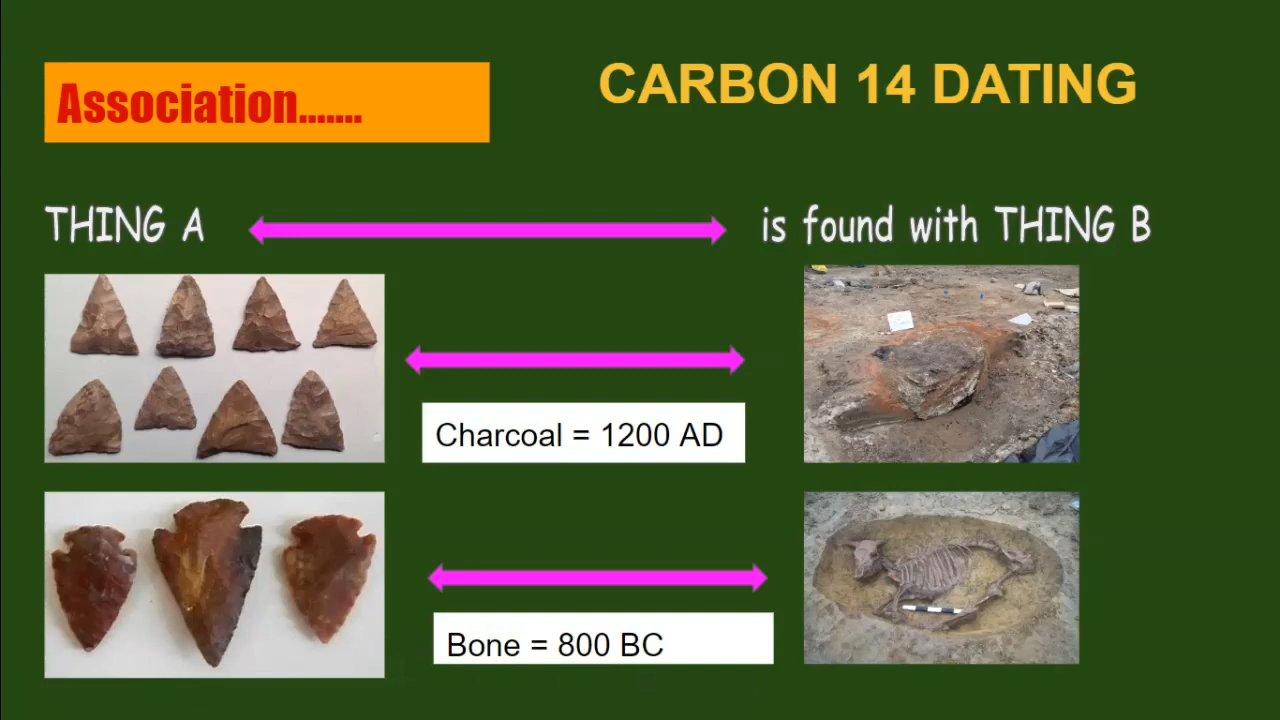 Association.......
CARBON 14 DATING
THING A
is found with THING B
Charcoal = 1200 AD
Bone = 800 BC